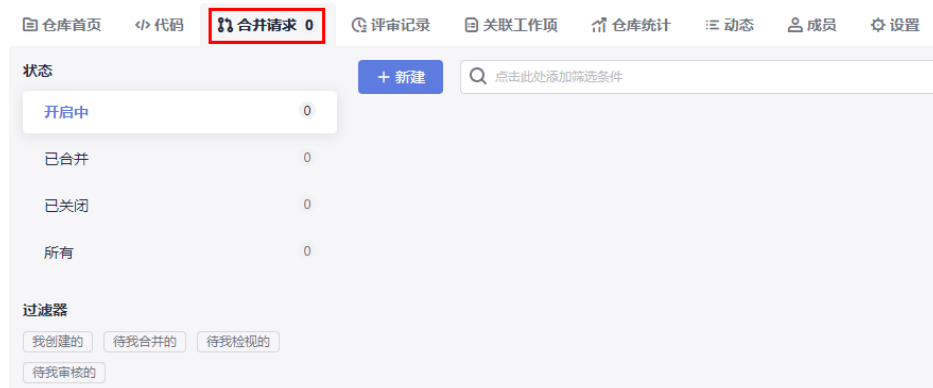 仓库首页 </> 代码 合并请求 0 评审记录 关联工作项 仓库统计 动态 成员 设置
状态
+ 新建 点击此处添加筛选条件
开启中 0
已合并 0
已关闭 0
所有 0
过滤器
我创建的 待我合并的 待我检视的
待我审核的